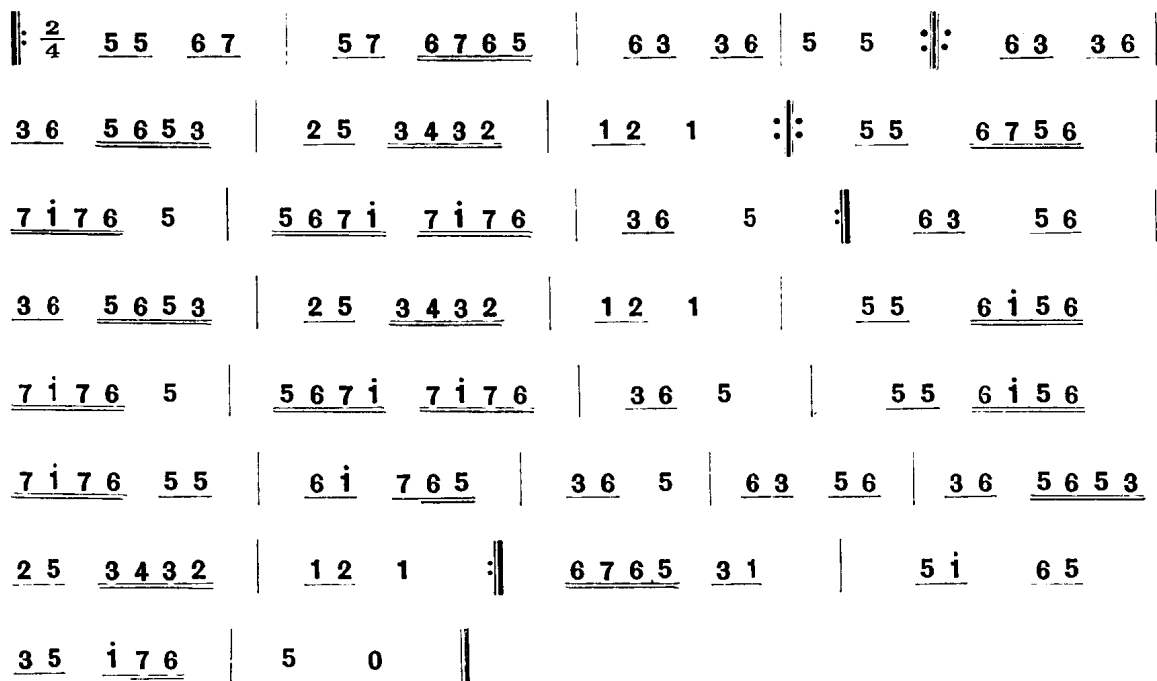 ‖: 2/4 5 5 6 7 | 5 7 6 7 6 5 | 6 3 3 6 | 5 5 :‖: 6 3 3 6 |
3 6 5 6 5 3 | 2 5 3 4 3 2 | 1 2 1 :‖: 5 5 6 7 5 6 |
7 i 7 6 5 | 5 6 7 i 7 i 7 6 | 3 6 5 :‖ 6 3 5 6 |
3 6 5 6 5 3 | 2 5 3 4 3 2 | 1 2 1 | 5 5 6 i 5 6
7 i 7 6 5 | 5 6 7 i 7 i 7 6 | 3 6 5 | 5 5 6 i 5 6
7 i 7 6 5 5 | 6 i 7 6 5 | 3 6 5 | 6 3 5 6 | 3 6 5 6 5 3
2 5 3 4 3 2 | 1 2 1 :‖ 6 7 6 5 3 1 | 5 i 6 5
3 5 i 7 6 | 5 0 ‖